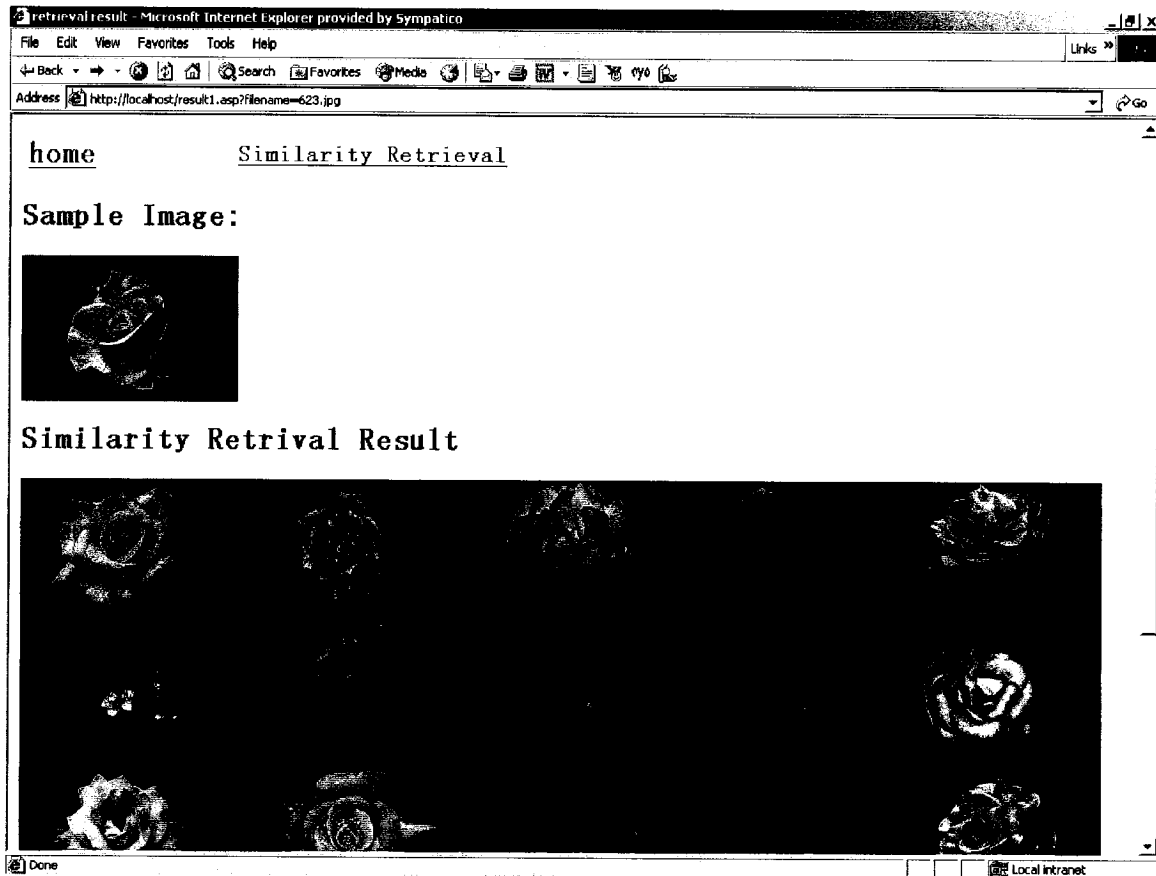 retrieval result - Microsoft Internet Explorer provided by Sympatico
File Edit View Favorites Tools Help Links »
Back Search Favorites Media
Address http://localhost/result1.asp?filename=623.jpg Go
home Similarity Retrieval
Sample Image:
Similarity Retrival Result
Done Local intranet